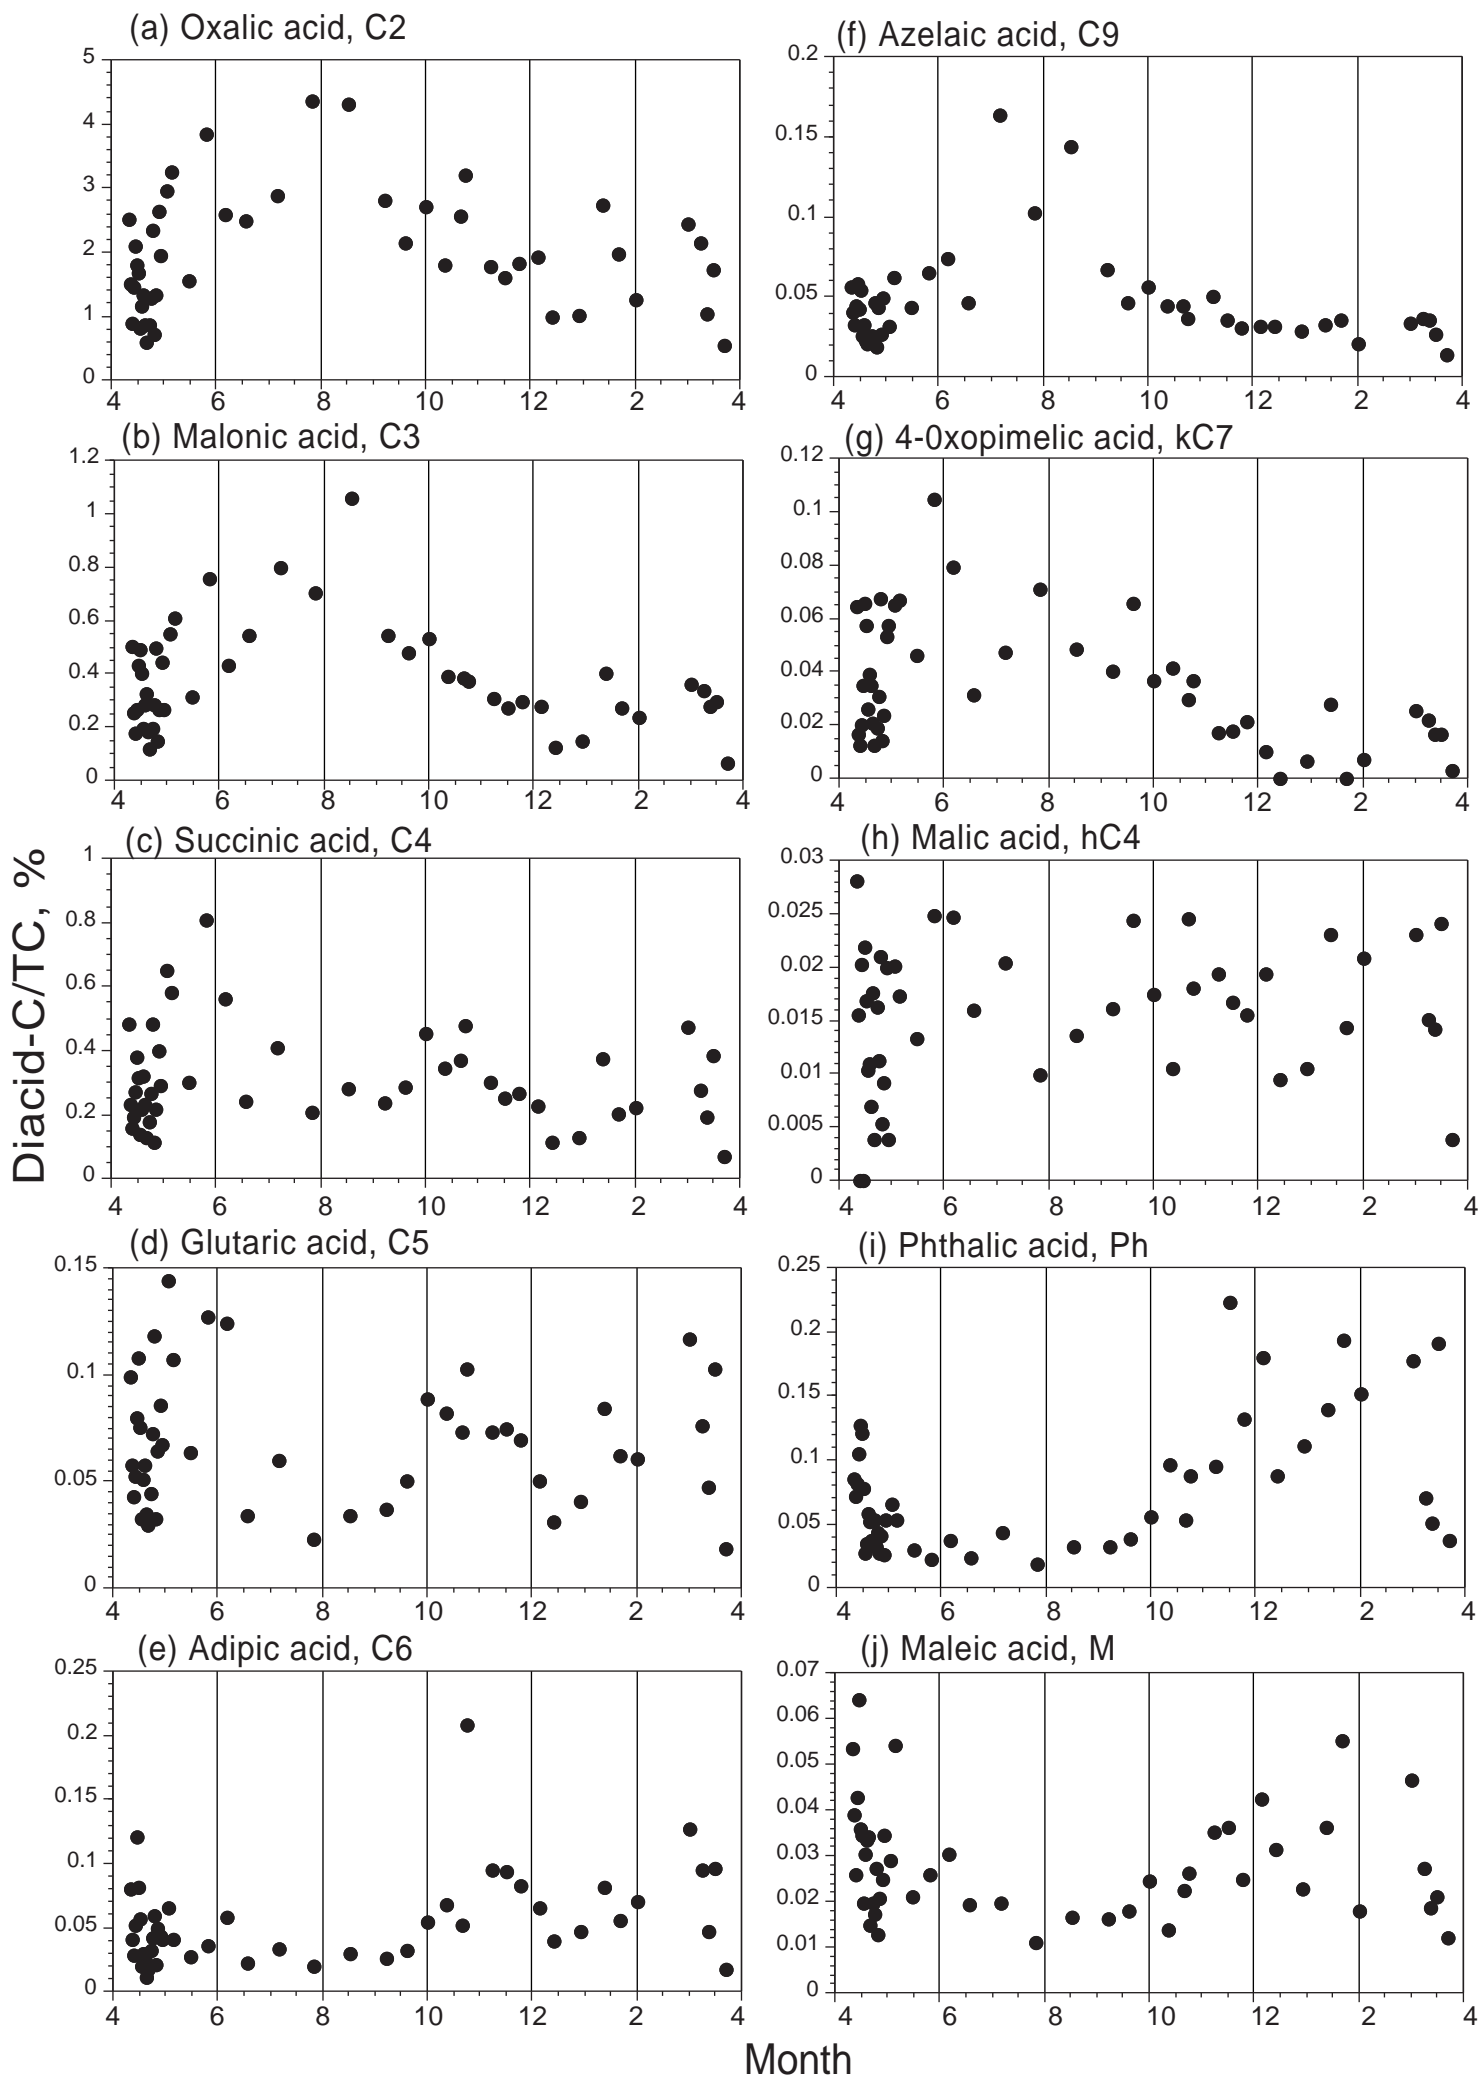 (a) Oxalic acid, C2
5
4
3
2
1
0
4 6 8 10 12 2 4
(b) Malonic acid, C3
1.2
1
0.8
0.6
0.4
0.2
0
4 6 8 10 12 2 4
(c) Succinic acid, C4
1
0.8
0.6
0.4
0.2
0
4 6 8 10 12 2 4
(d) Glutaric acid, C5
0.15
0.1
0.05
0
4 6 8 10 12 2 4
(e) Adipic acid, C6
0.25
0.2
0.15
0.1
0.05
0
4 6 8 10 12 2 4
(f) Azelaic acid, C9
0.2
0.15
0.1
0.05
0
4 6 8 10 12 2 4
(g) 4-0xopimelic acid, kC7
0.12
0.1
0.08
0.06
0.04
0.02
0
4 6 8 10 12 2 4
(h) Malic acid, hC4
0.03
0.025
0.02
0.015
0.01
0.005
0
4 6 8 10 12 2 4
(i) Phthalic acid, Ph
0.25
0.2
0.15
0.1
0.05
0
4 6 8 10 12 2 4
(j) Maleic acid, M
0.07
0.06
0.05
0.04
0.03
0.02
0.01
0
4 6 8 10 12 2 4
Diacid-C/TC, %
Month